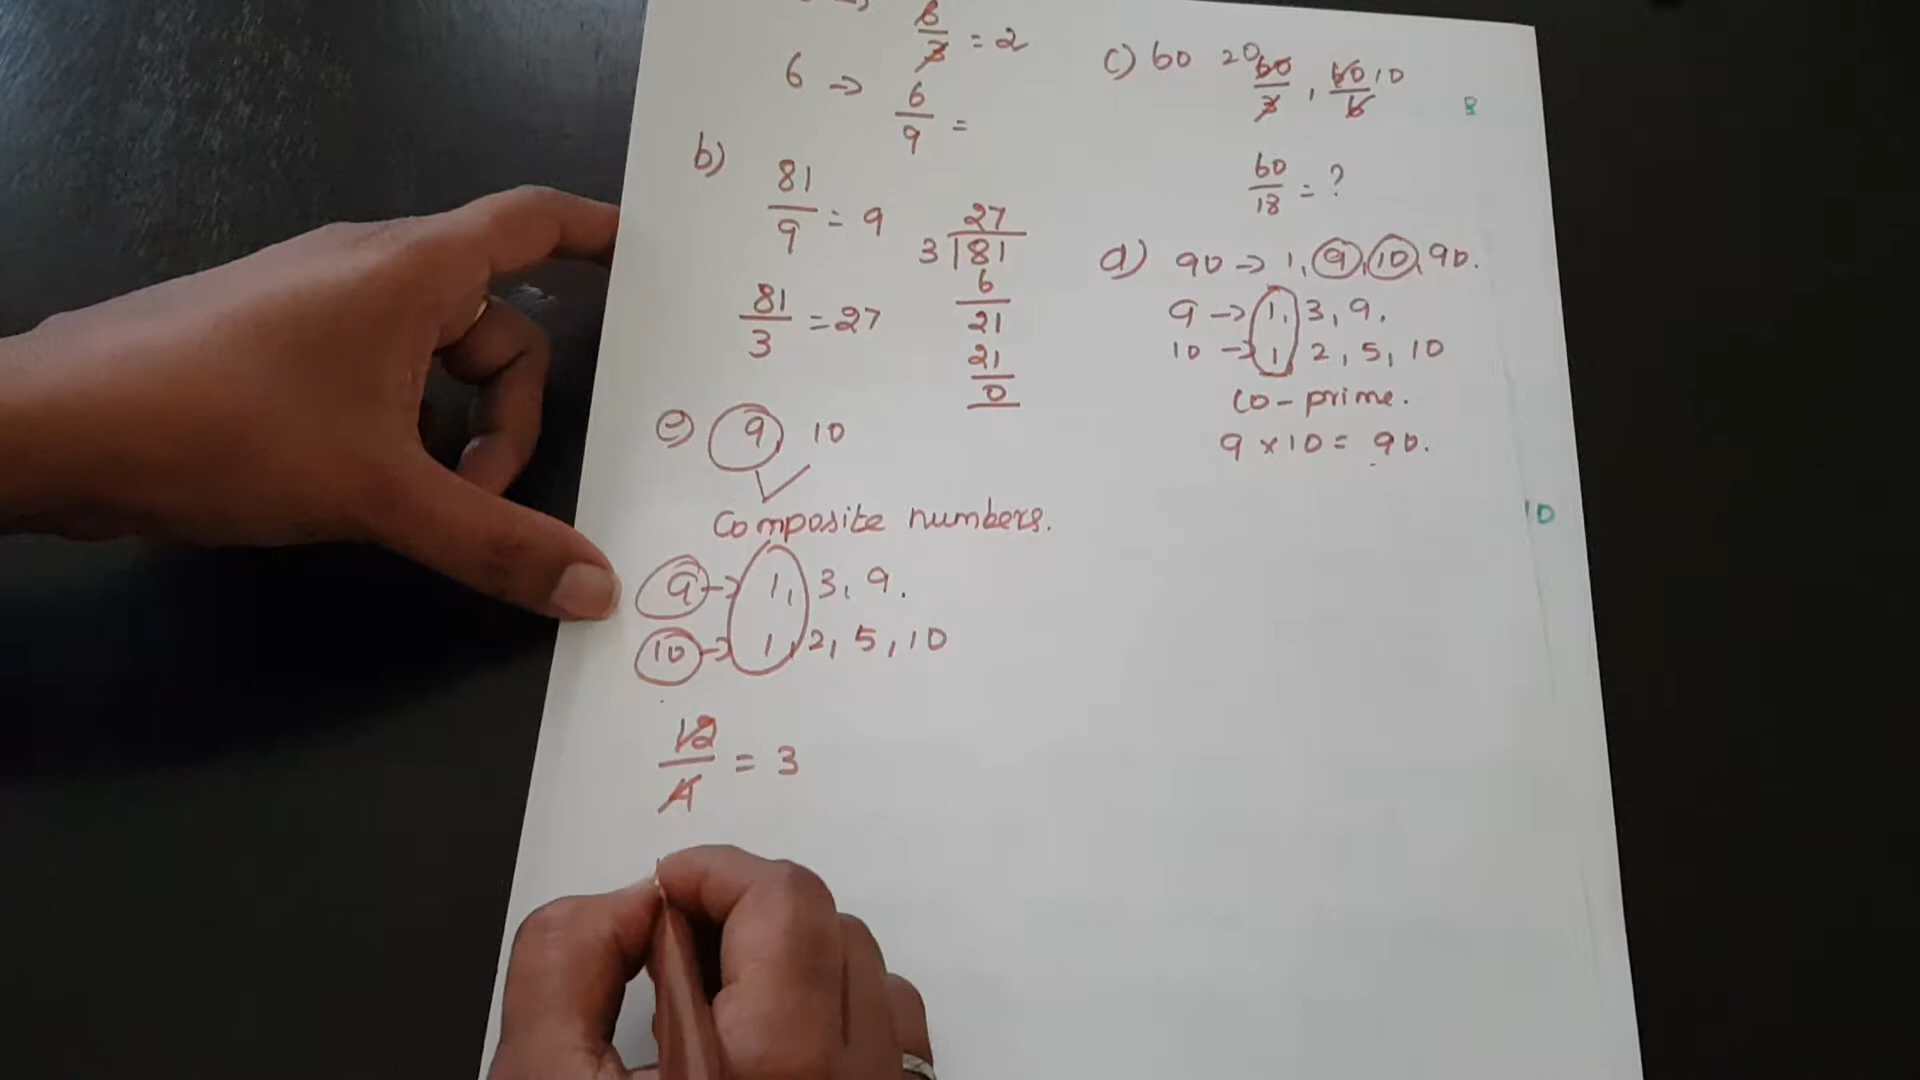 6/3 = 2
6 → 6/9 =
b) 81/9 = 9
27
3 | 81
6
21
21
0
81/3 = 27
e) 9, 10
Composite numbers.
9 → 1, 3, 9.
10 → 1, 2, 5, 10
12/4 = 3
c) 60 20 60/3, 60/6 10
60/18 = ?
d) 90 → 1, 9, 10, 90.
9 → 1, 3, 9.
10 → 1, 2, 5, 10
co-prime.
9 x 10 = 90.
8
10